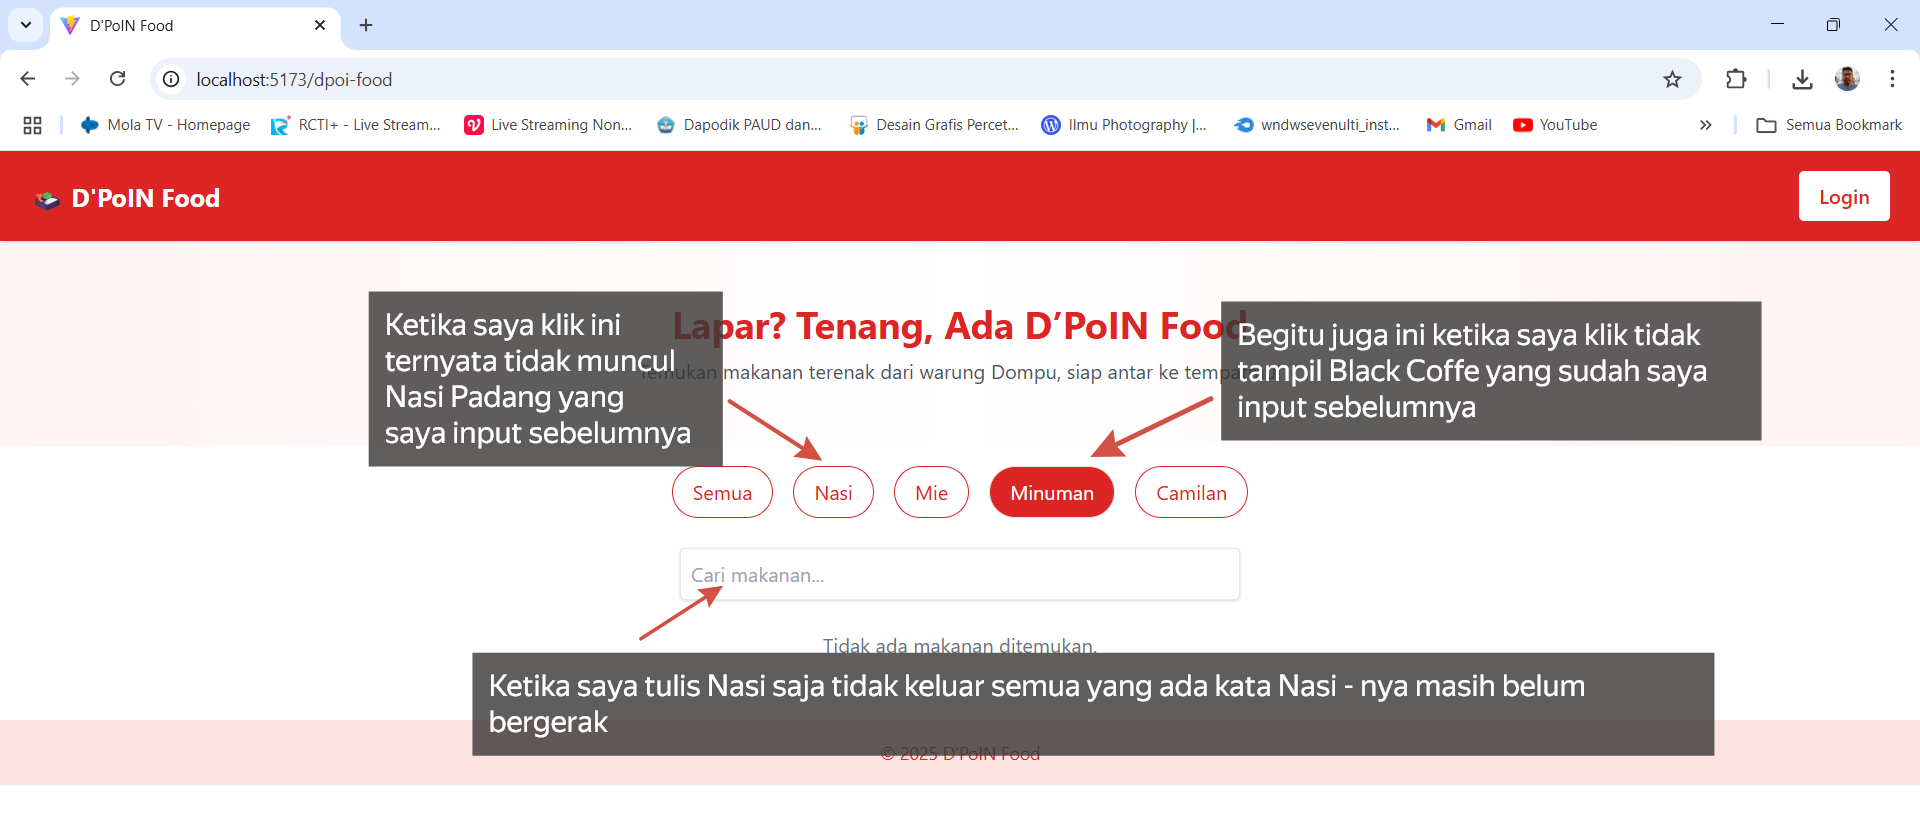 D'PoIN Food
localhost:5173/dpoi-food
Mola TV - Homepage
RCTI+ - Live Stream...
Live Streaming Non...
Dapodik PAUD dan...
Desain Grafis Percet...
Ilmu Photography |...
wndwsevenulti_inst...
Gmail
YouTube
Semua Bookmark
D'PoIN Food
Login
Lapar? Tenang, Ada D’PoIN Food
Temukan makanan terenak dari warung Dompu, siap antar ke
Ketika saya klik ini
ternyata tidak muncul
Nasi Padang yang
saya input sebelumnya
Begitu juga ini ketika saya klik tidak
tampil Black Coffe yang sudah saya
input sebelumnya
Semua
Nasi
Mie
Minuman
Camilan
Cari makanan...
Tidak ada makanan ditemukan.
Ketika saya tulis Nasi saja tidak keluar semua yang ada kata Nasi - nya masih belum
bergerak
© 2025 D'PoIN Food